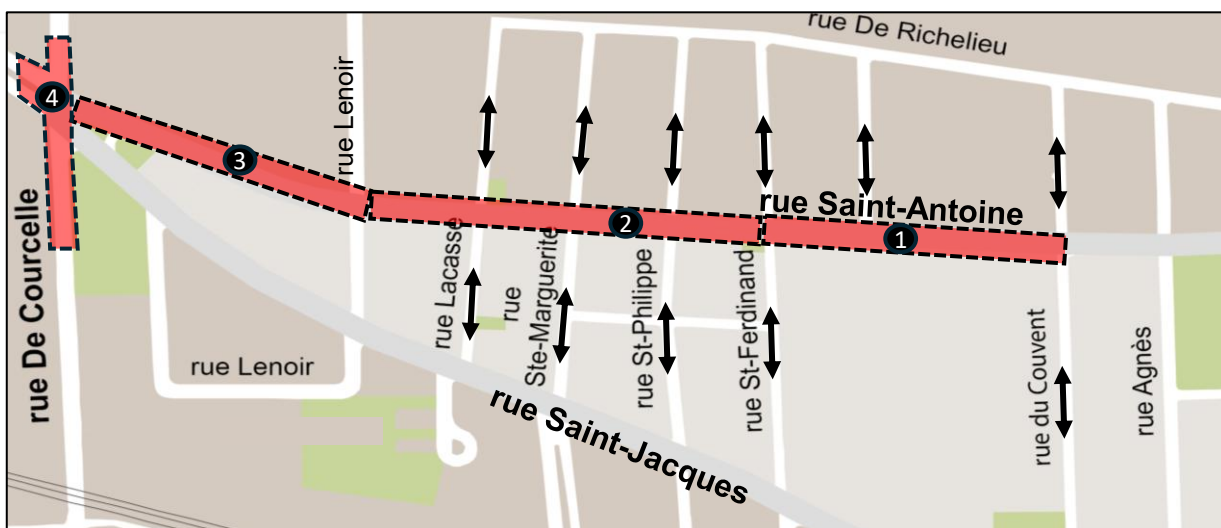 rue De Richelieu
rue Lenoir
4
3
rue De Courcelle
rue Saint-Antoine
2
1
rue Lacasse
rue
Ste-Marguerite
rue St-Philippe
rue St-Ferdinand
rue du Couvent
rue Agnès
rue Lenoir
rue Saint-Jacques